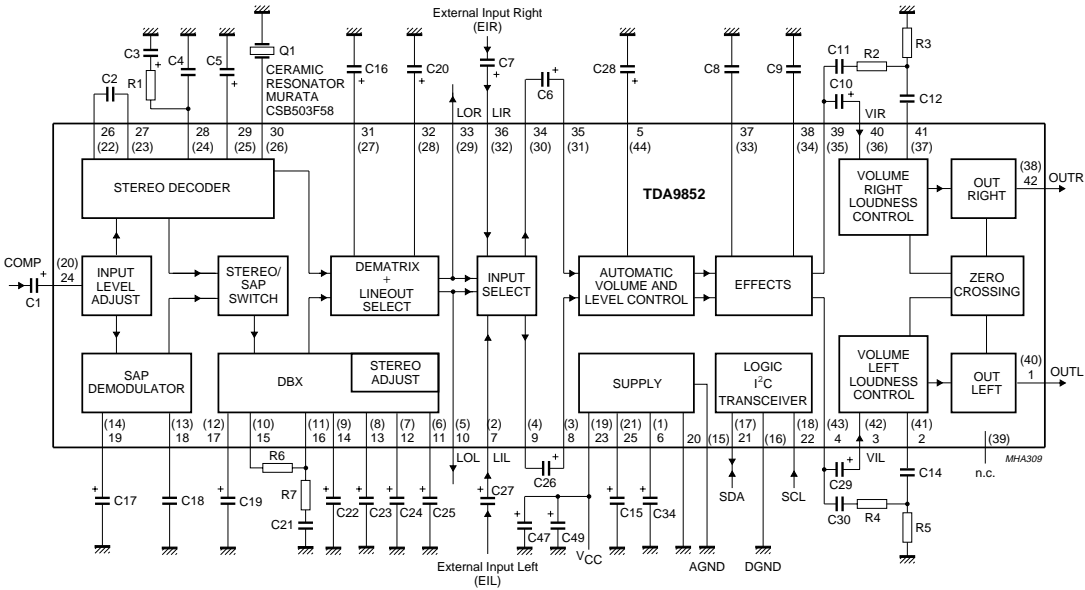 External Input Right
(EIR)
C3
R1
C4
C5
Q1
CERAMIC
RESONATOR
MURATA
CSB503F58
C2
C16
C20
C7
C6
C28
C8
C9
C11
R2
R3
C10
C12
LOR
LIR
VIR
26 27 28 29 30 31 32 33 36 34 35 5 37 38 39 40 41
(22) (23) (24) (25) (26) (27) (28) (29) (32) (30) (31) (44) (33) (34) (35) (36) (37)
STEREO DECODER
TDA9852
VOLUME
RIGHT
LOUDNESS
CONTROL
OUT
RIGHT
(38)
42
OUTR
COMP
C1
(20)
24
INPUT
LEVEL
ADJUST
STEREO/
SAP
SWITCH
DEMATRIX
+
LINEOUT
SELECT
INPUT
SELECT
AUTOMATIC
VOLUME AND
LEVEL CONTROL
EFFECTS
ZERO
CROSSING
SAP
DEMODULATOR
DBX
STEREO
ADJUST
SUPPLY
LOGIC
I2C
TRANSCEIVER
VOLUME
LEFT
LOUDNESS
CONTROL
OUT
LEFT
(40)
1
OUTL
(14) (13) (12) (10) (11) (9) (8) (7) (6) (5) (2) (4) (3) (19) (21) (1) (15) (17) (16) (18) (43) (42) (41) (39)
19 18 17 15 16 14 13 12 11 10 7 9 8 23 25 6 20 21 22 4 3 2
LOL
LIL
VIL
n.c.
MHA309
R6
R7
C26
C29
C14
C17
C18
C19
C21
C22
C23
C24
C25
C27
C47
C49
C15
C34
SDA
SCL
C30
R4
R5
VCC
AGND
DGND
External Input Left
(EIL)